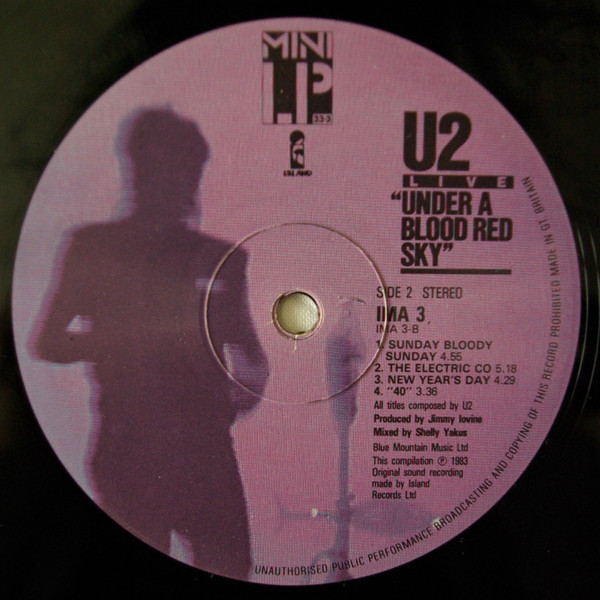 MINI
LP
33⅓
ISLAND
U2
LIVE
"UNDER A
BLOOD RED
SKY"
SIDE 2 STEREO
IMA 3
IMA 3-B
1. SUNDAY BLOODY
SUNDAY 4.55
2. THE ELECTRIC CO 5.18
3. NEW YEAR'S DAY 4.29
4. "40" 3.36
All titles composed by U2
Produced by Jimmy Iovine
Mixed by Shelly Yakus
Blue Mountain Music Ltd
This compilation ℗ 1983
Original sound recording
made by Island
Records Ltd
UNAUTHORISED PUBLIC PERFORMANCE BROADCASTING AND COPYING OF THIS RECORD PROHIBITED MADE IN GT BRITAIN